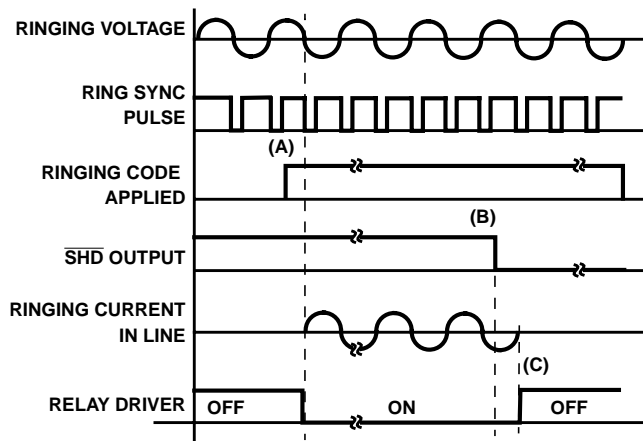 RINGING VOLTAGE
RING SYNC
PULSE
(A)
RINGING CODE
APPLIED
(B)
SHD OUTPUT
RINGING CURRENT
IN LINE
(C)
RELAY DRIVER
OFF
ON
OFF